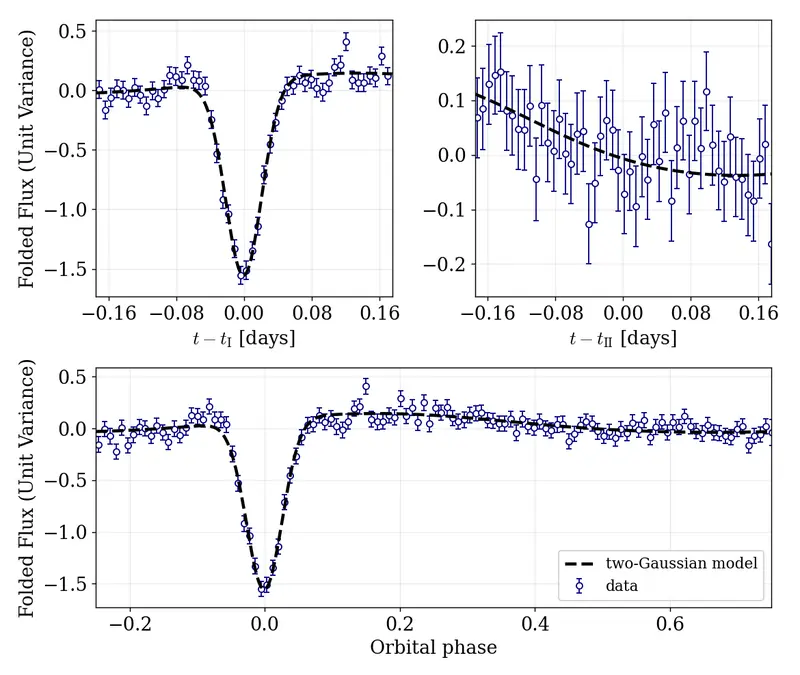 Folded Flux (Unit Variance)
0.5
0.0
−0.5
−1.0
−1.5
−0.16 −0.08 0.00 0.08 0.16
t − tI [days]
0.2
0.1
0.0
−0.1
−0.2
−0.16 −0.08 0.00 0.08 0.16
t − tII [days]
Folded Flux (Unit Variance)
0.5
0.0
−0.5
−1.0
−1.5
two-Gaussian model
data
−0.2 0.0 0.2 0.4 0.6
Orbital phase